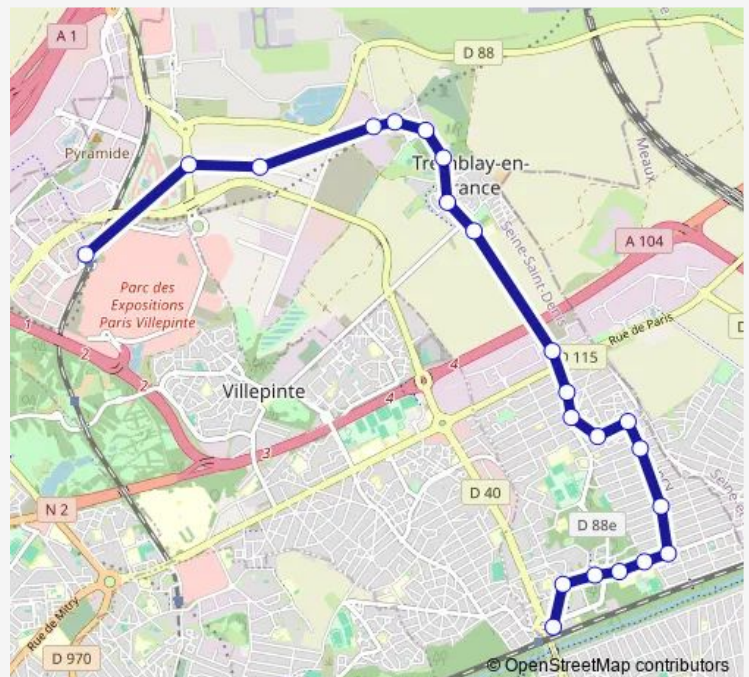 A 1
D 88
Pyramide
Tremblay-en-
France
Meaux
Seine-Saint-Denis
A 104
Parc des
Expositions
Paris Villepinte
1
2
2
Rue de Paris
D
D 115
4
Villepinte
4
3
D 40
N 2
D 88e
Rue de Mitry
D 970
© OpenStreetMap contributors